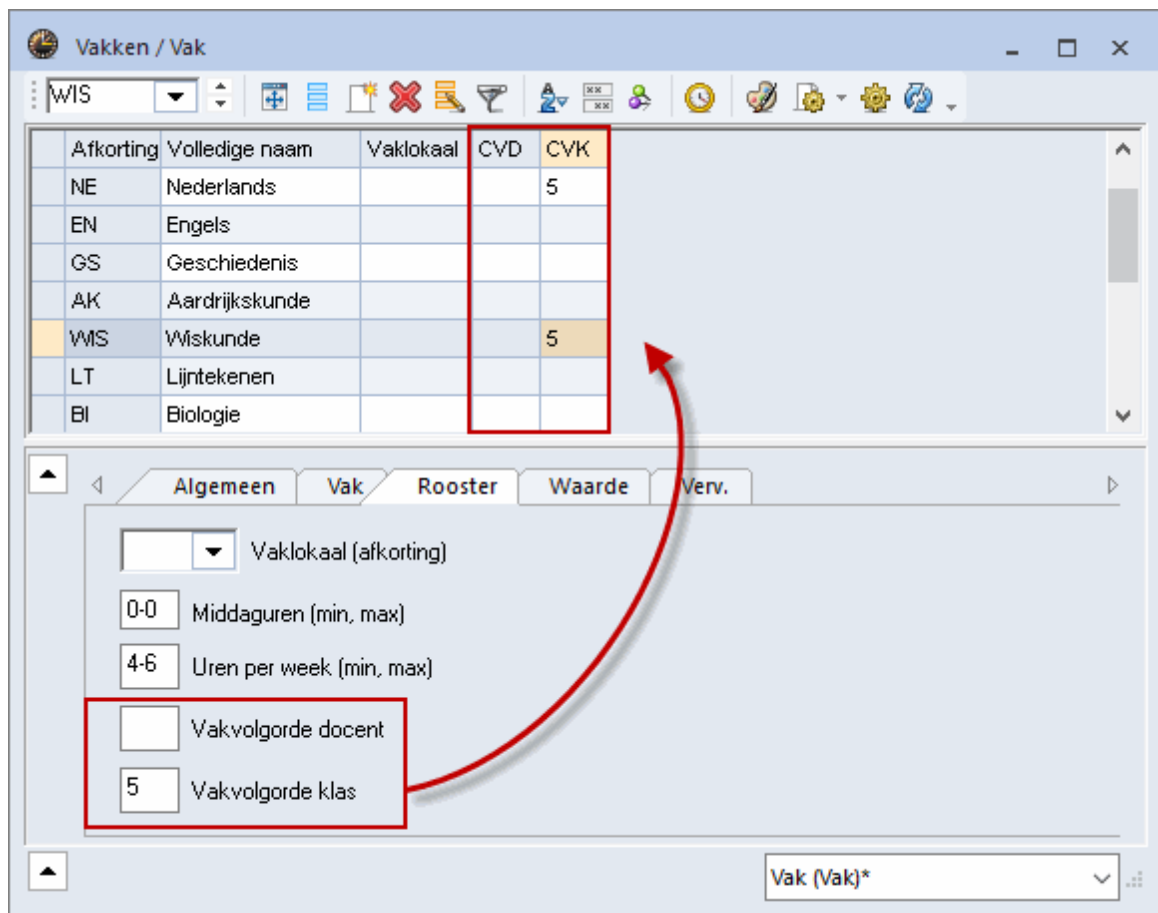 Vakken / Vak
WIS
Afkorting Volledige naam Vaklokaal CVD CVK
NE Nederlands 5
EN Engels
GS Geschiedenis
AK Aardrijkskunde
WIS Wiskunde 5
LT Lijntekenen
BI Biologie
Algemeen Vak Rooster Waarde Verv.
Vaklokaal (afkorting)
0-0 Middaguren (min, max)
4-6 Uren per week (min, max)
Vakvolgorde docent
5 Vakvolgorde klas
Vak (Vak)*